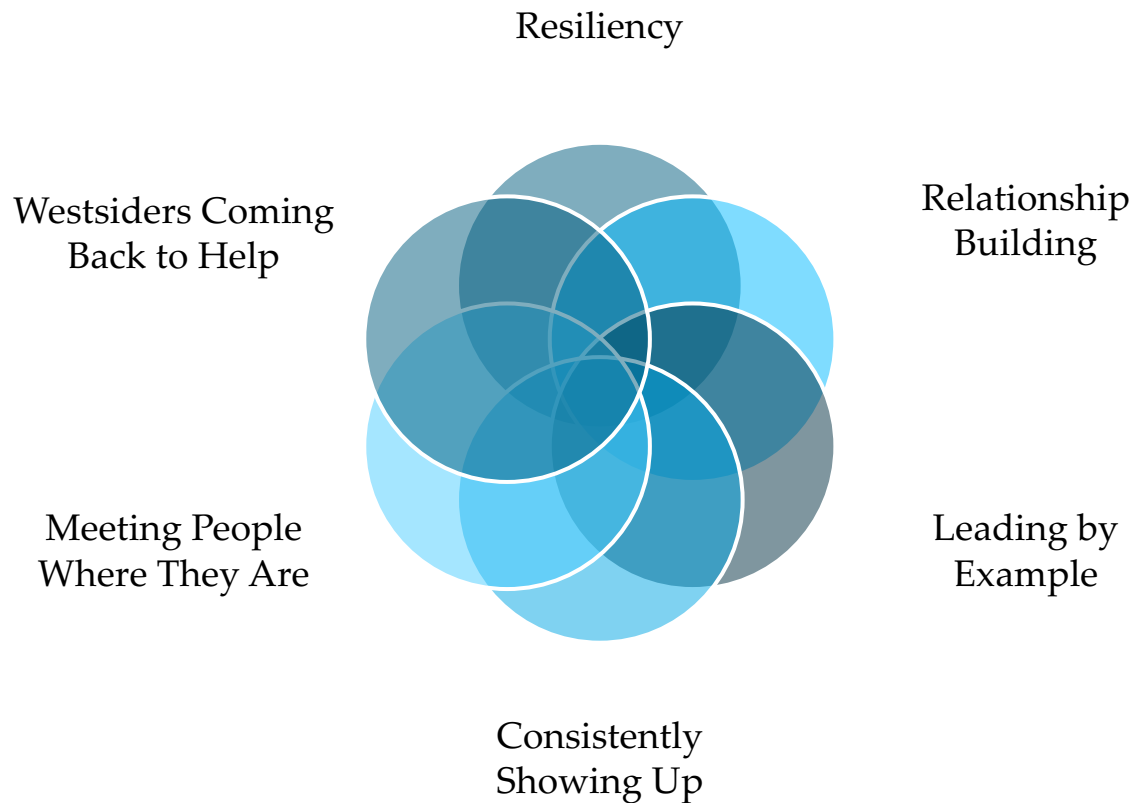 Resiliency
Relationship
Building
Leading by
Example
Consistently
Showing Up
Meeting People
Where They Are
Westsiders Coming
Back to Help